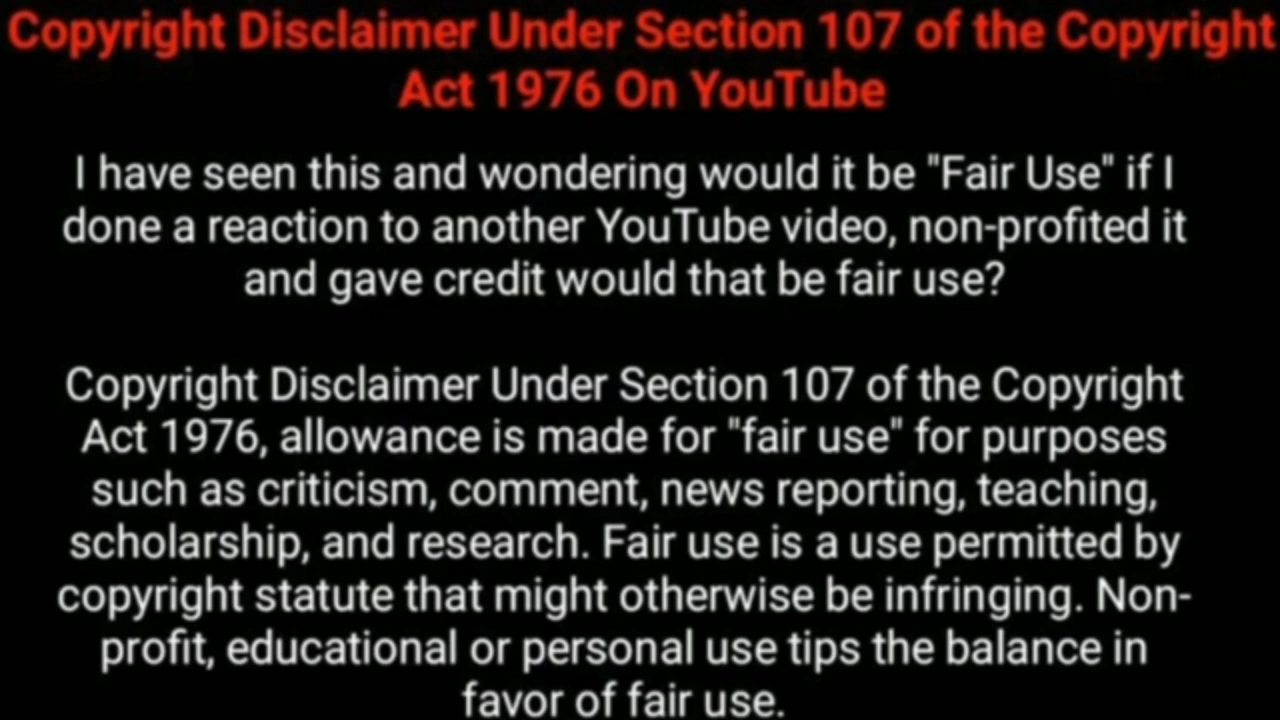 Copyright Disclaimer Under Section 107 of the Copyright
Act 1976 On YouTube
I have seen this and wondering would it be "Fair Use" if I
done a reaction to another YouTube video, non-profited it
and gave credit would that be fair use?
Copyright Disclaimer Under Section 107 of the Copyright
Act 1976, allowance is made for "fair use" for purposes
such as criticism, comment, news reporting, teaching,
scholarship, and research. Fair use is a use permitted by
copyright statute that might otherwise be infringing. Non-
profit, educational or personal use tips the balance in
favor of fair use.